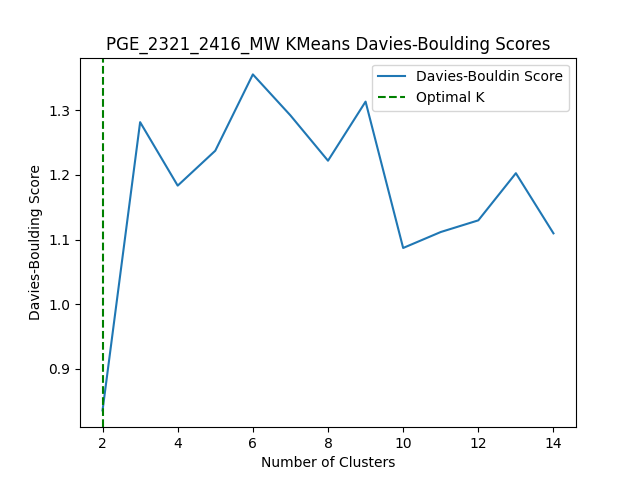 PGE_2321_2416_MW KMeans Davies-Boulding Scores
Davies-Bouldin Score
Optimal K
1.3
1.2
1.1
1.0
0.9
Davies-Boulding Score
2 4 6 8 10 12 14
Number of Clusters